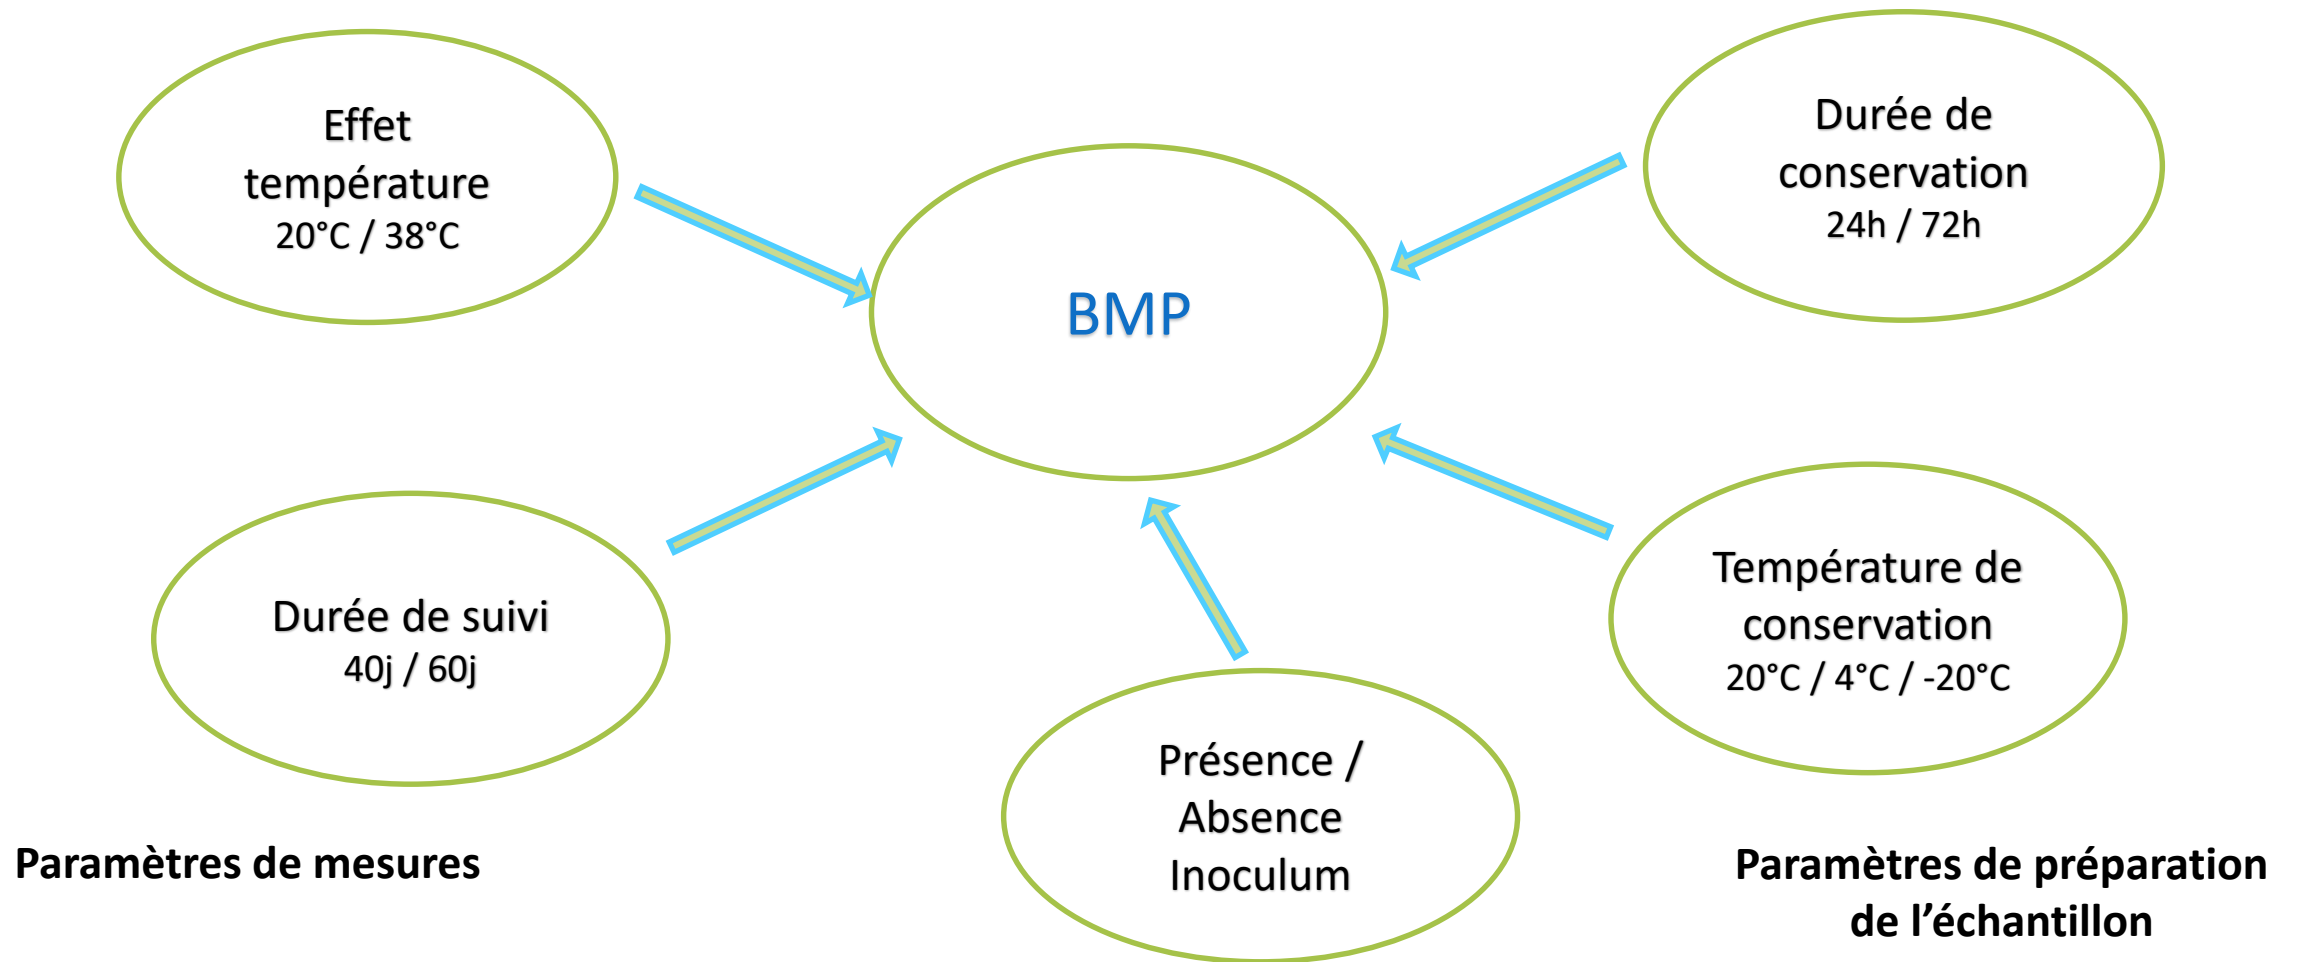 Effet
température
20°C / 38°C
Durée de
conservation
24h / 72h
BMP
Durée de suivi
40j / 60j
Température de
conservation
20°C / 4°C / -20°C
Présence /
Absence
Inoculum
Paramètres de mesures
Paramètres de préparation
de l’échantillon